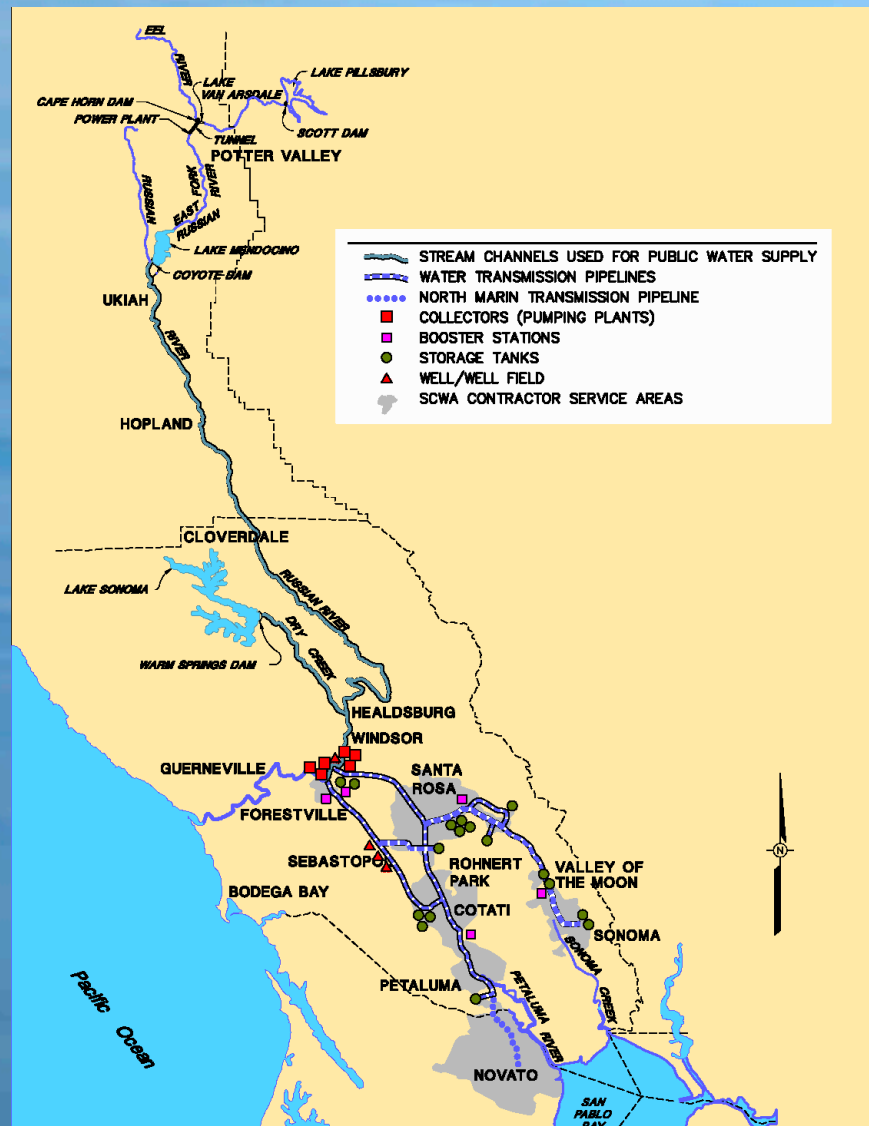 EEL
RIVER
LAKE
VAN ARSDALE
LAKE PILLSBURY
CAPE HORN DAM
POWER PLANT
SCOTT DAM
TUNNEL
POTTER VALLEY
RUSSIAN
EAST FORK
RUSSIAN
RIVER
LAKE MENDOCINO
COYOTE DAM
UKIAH
RIVER
HOPLAND
STREAM CHANNELS USED FOR PUBLIC WATER SUPPLY
WATER TRANSMISSION PIPELINES
NORTH MARIN TRANSMISSION PIPELINE
COLLECTORS (PUMPING PLANTS)
BOOSTER STATIONS
STORAGE TANKS
WELL/WELL FIELD
SCWA CONTRACTOR SERVICE AREAS
CLOVERDALE
LAKE SONOMA
RUSSIAN RIVER
DRY
CREEK
WARM SPRINGS DAM
HEALDSBURG
WINDSOR
GUERNEVILLE
SANTA
ROSA
FORESTVILLE
SEBASTOPOL
ROHNERT
PARK
VALLEY OF
THE MOON
N
BODEGA BAY
COTATI
SONOMA
SONOMA
CREEK
PETALUMA
PETALUMA
RIVER
Pacific Ocean
NOVATO
SAN
PABLO
BAY